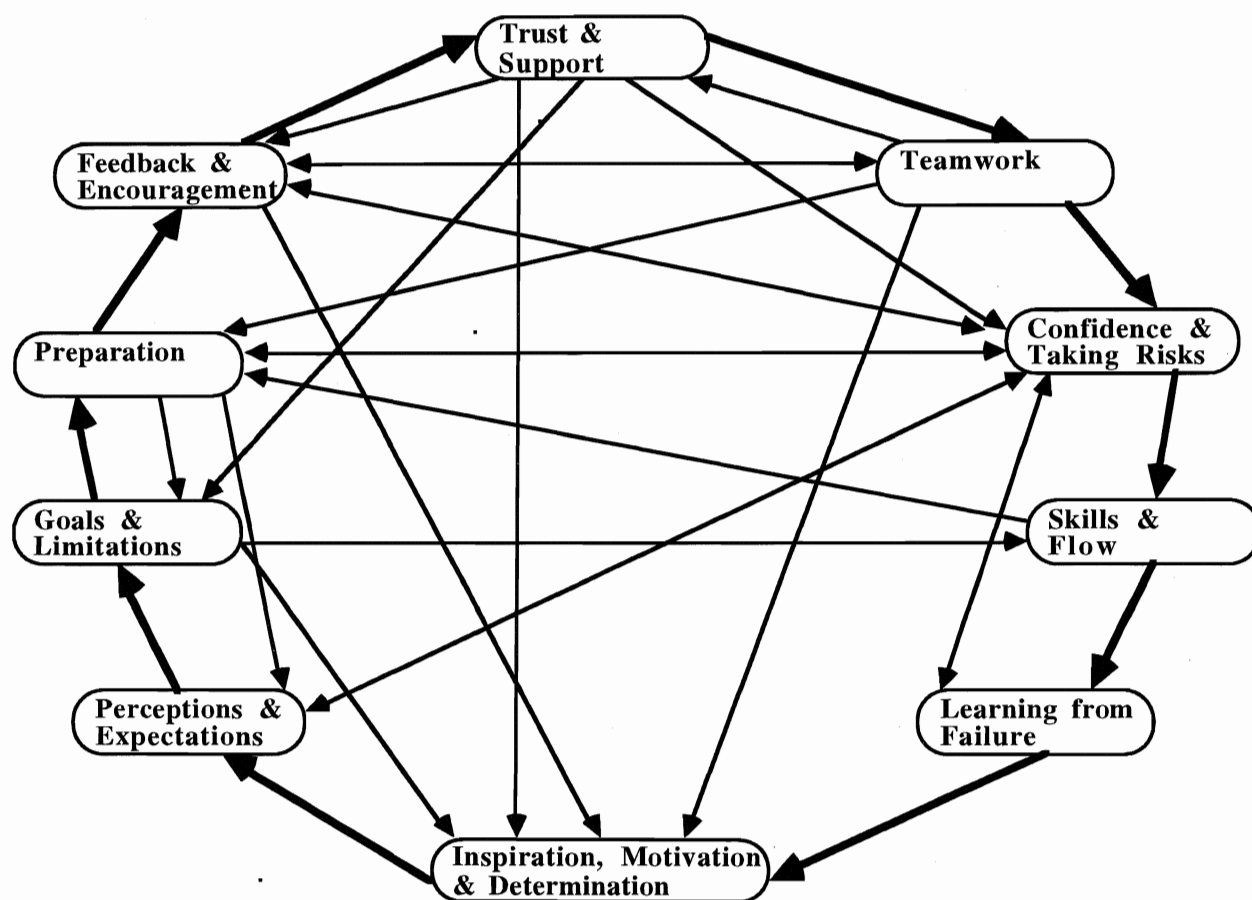 Trust &
Support
Feedback &
Encouragement
Teamwork
Preparation
Confidence &
Taking Risks
Goals &
Limitations
Skills &
Flow
Perceptions &
Expectations
Learning from
Failure
Inspiration, Motivation
& Determination